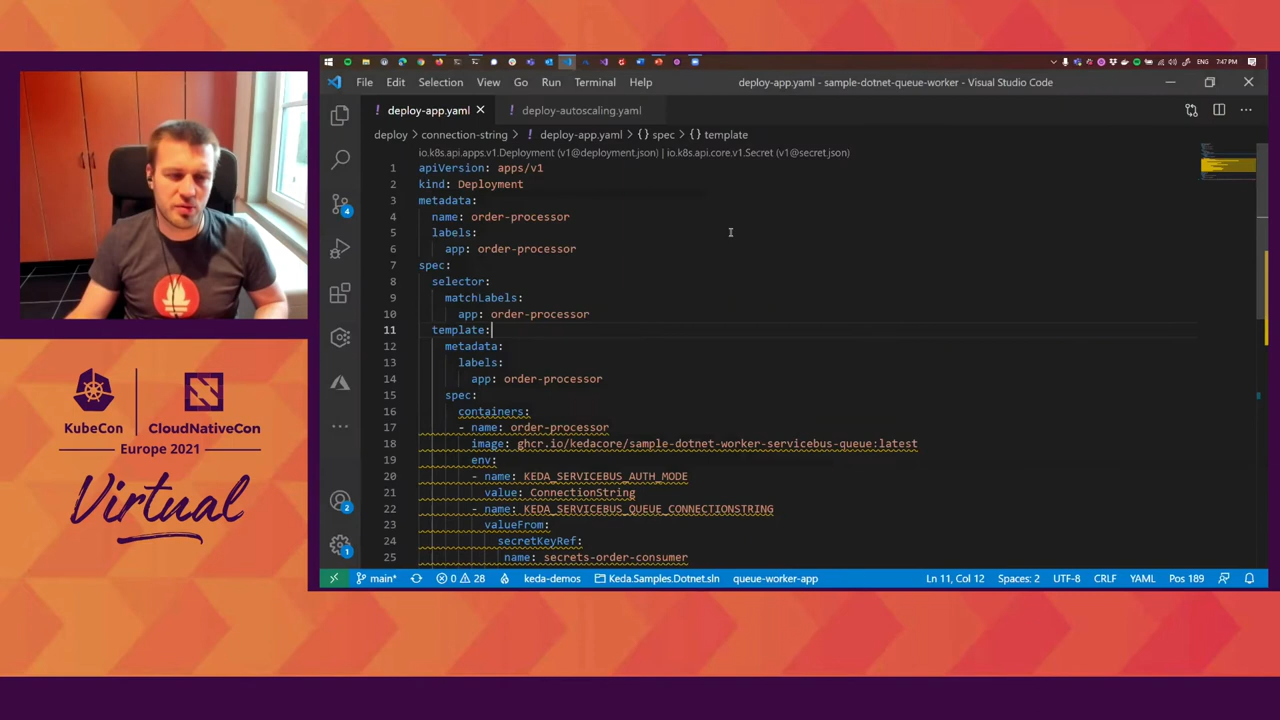 File Edit Selection View Go Run Terminal Help
deploy-app.yaml - sample-dotnet-queue-worker - Visual Studio Code
ENG 7:47 PM
deploy-app.yaml
deploy-autoscaling.yaml
deploy > connection-string > deploy-app.yaml > {} spec > {} template
io.k8s.api.apps.v1.Deployment (v1@deployment.json) | io.k8s.api.core.v1.Secret (v1@secret.json)
1 apiVersion: apps/v1
2 kind: Deployment
3 metadata:
4 name: order-processor
5 labels:
6 app: order-processor
7 spec:
8 selector:
9 matchLabels:
10 app: order-processor
11 template:
12 metadata:
13 labels:
14 app: order-processor
15 spec:
16 containers:
17 - name: order-processor
18 image: ghcr.io/kedacore/sample-dotnet-worker-servicebus-queue:latest
19 env:
20 - name: KEDA_SERVICEBUS_AUTH_MODE
21 value: ConnectionString
22 - name: KEDA_SERVICEBUS_QUEUE_CONNECTIONSTRING
23 valueFrom:
24 secretKeyRef:
25 name: secrets-order-consumer
4
2
1
main* 0 28 keda-demos Keda.Samples.Dotnet.sln queue-worker-app
Ln 11, Col 12 Spaces: 2 UTF-8 CRLF YAML Pos 189
KubeCon | CloudNativeCon
Europe 2021
Virtual